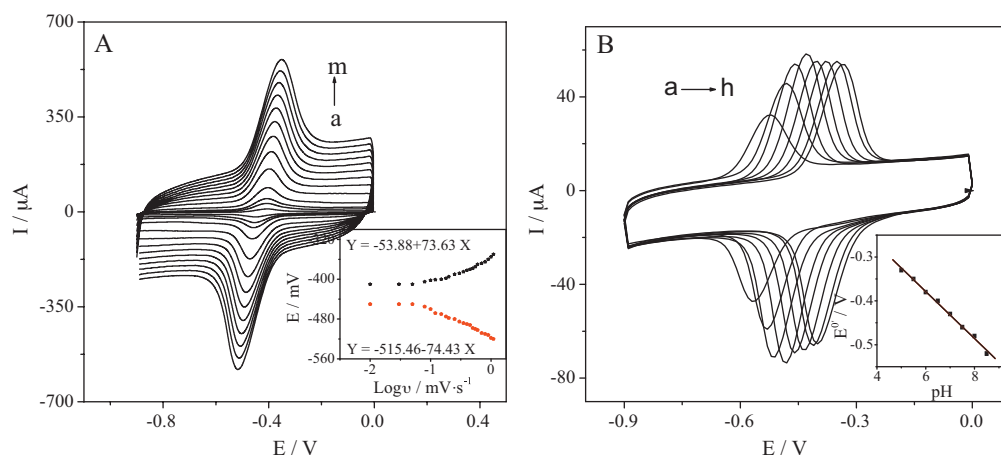 A
m
a
I / μA
700
350
0
-350
-700
-0.8
-0.4
0.0
0.4
E / V
Y = -53.88+73.63 X
Y = -515.46-74.43 X
E / mV
-400
-480
-560
-2
-1
0
Logυ / mV·s⁻¹
B
a
h
I / μA
80
40
0
-40
-80
-0.9
-0.6
-0.3
0.0
E / V
E⁰' / V
-0.3
-0.4
-0.5
4
6
8
pH